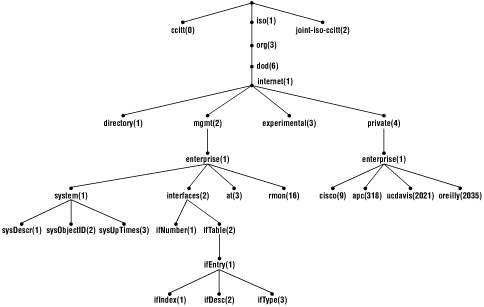 ccitt(0)
iso(1)
joint-iso-ccitt(2)
org(3)
dod(6)
internet(1)
directory(1)
mgmt(2)
experimental(3)
private(4)
enterprise(1)
enterprise(1)
system(1)
interfaces(2)
at(3)
rmon(16)
cisco(9)
apc(318)
ucdavis(2021)
oreilly(2035)
sysDescr(1)
sysObjectID(2)
sysUpTimes(3)
ifNumber(1)
ifTable(2)
ifEntry(1)
ifIndex(1)
ifDesc(2)
ifType(3)